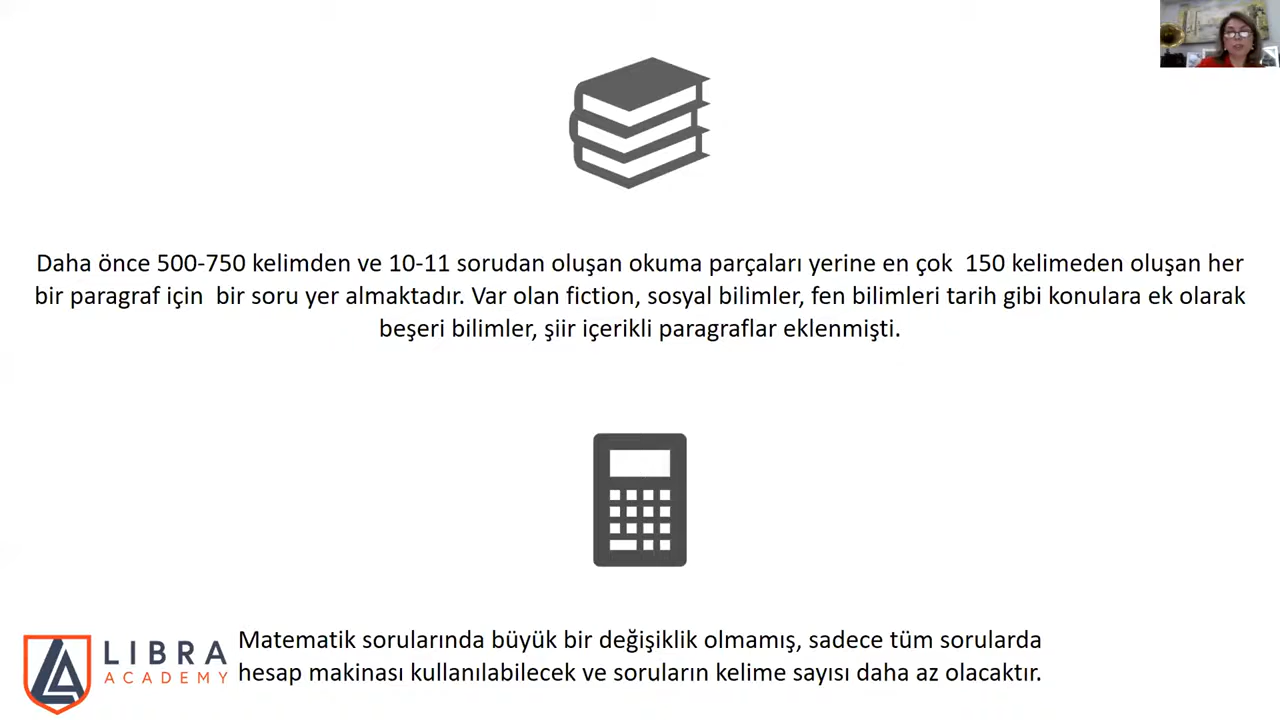 Daha önce 500-750 kelimden ve 10-11 sorudan oluşan okuma parçaları yerine en çok  150 kelimeden oluşan her
bir paragraf için  bir soru yer almaktadır. Var olan fiction, sosyal bilimler, fen bilimleri tarih gibi konulara ek olarak
beşeri bilimler, şiir içerikli paragraflar eklenmişti.
LIBRA
ACADEMY
Matematik sorularında büyük bir değişiklik olmamış, sadece tüm sorularda
hesap makinası kullanılabilecek ve soruların kelime sayısı daha az olacaktır.